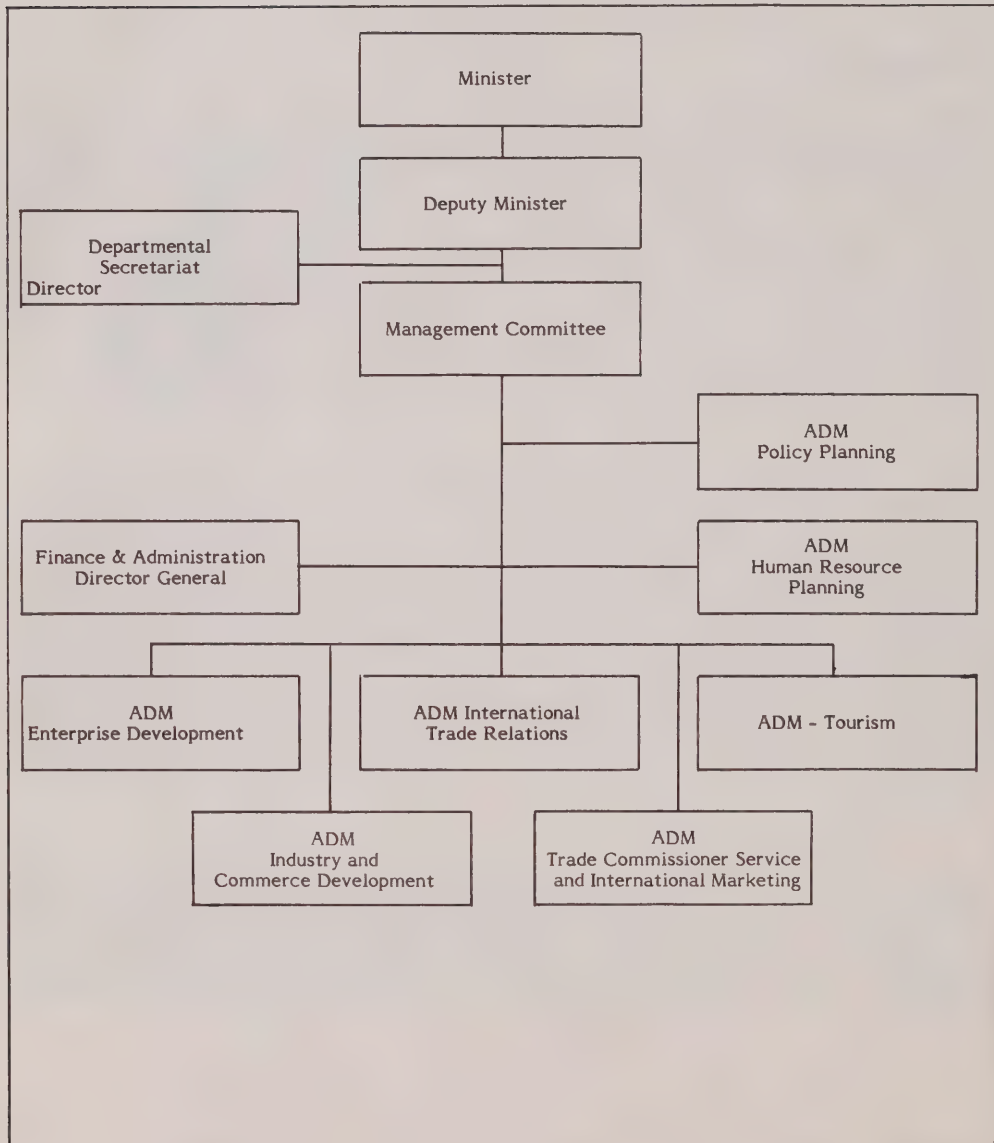 Minister
Deputy Minister
Departmental
Secretariat
Director
Management Committee
ADM
Policy Planning
Finance & Administration
Director General
ADM
Human Resource
Planning
ADM
Enterprise Development
ADM International
Trade Relations
ADM - Tourism
ADM
Industry and
Commerce Development
ADM
Trade Commissioner Service
and International Marketing